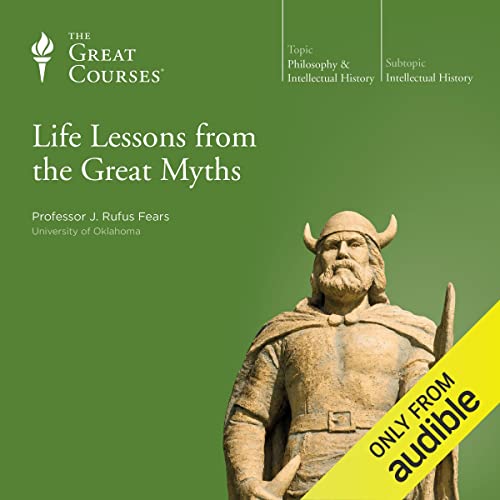 THE
GREAT
COURSES®
Topic
Philosophy &
Intellectual History
Subtopic
Intellectual History
Life Lessons from
the Great Myths
Professor J. Rufus Fears
University of Oklahoma
ONLY FROM
audible